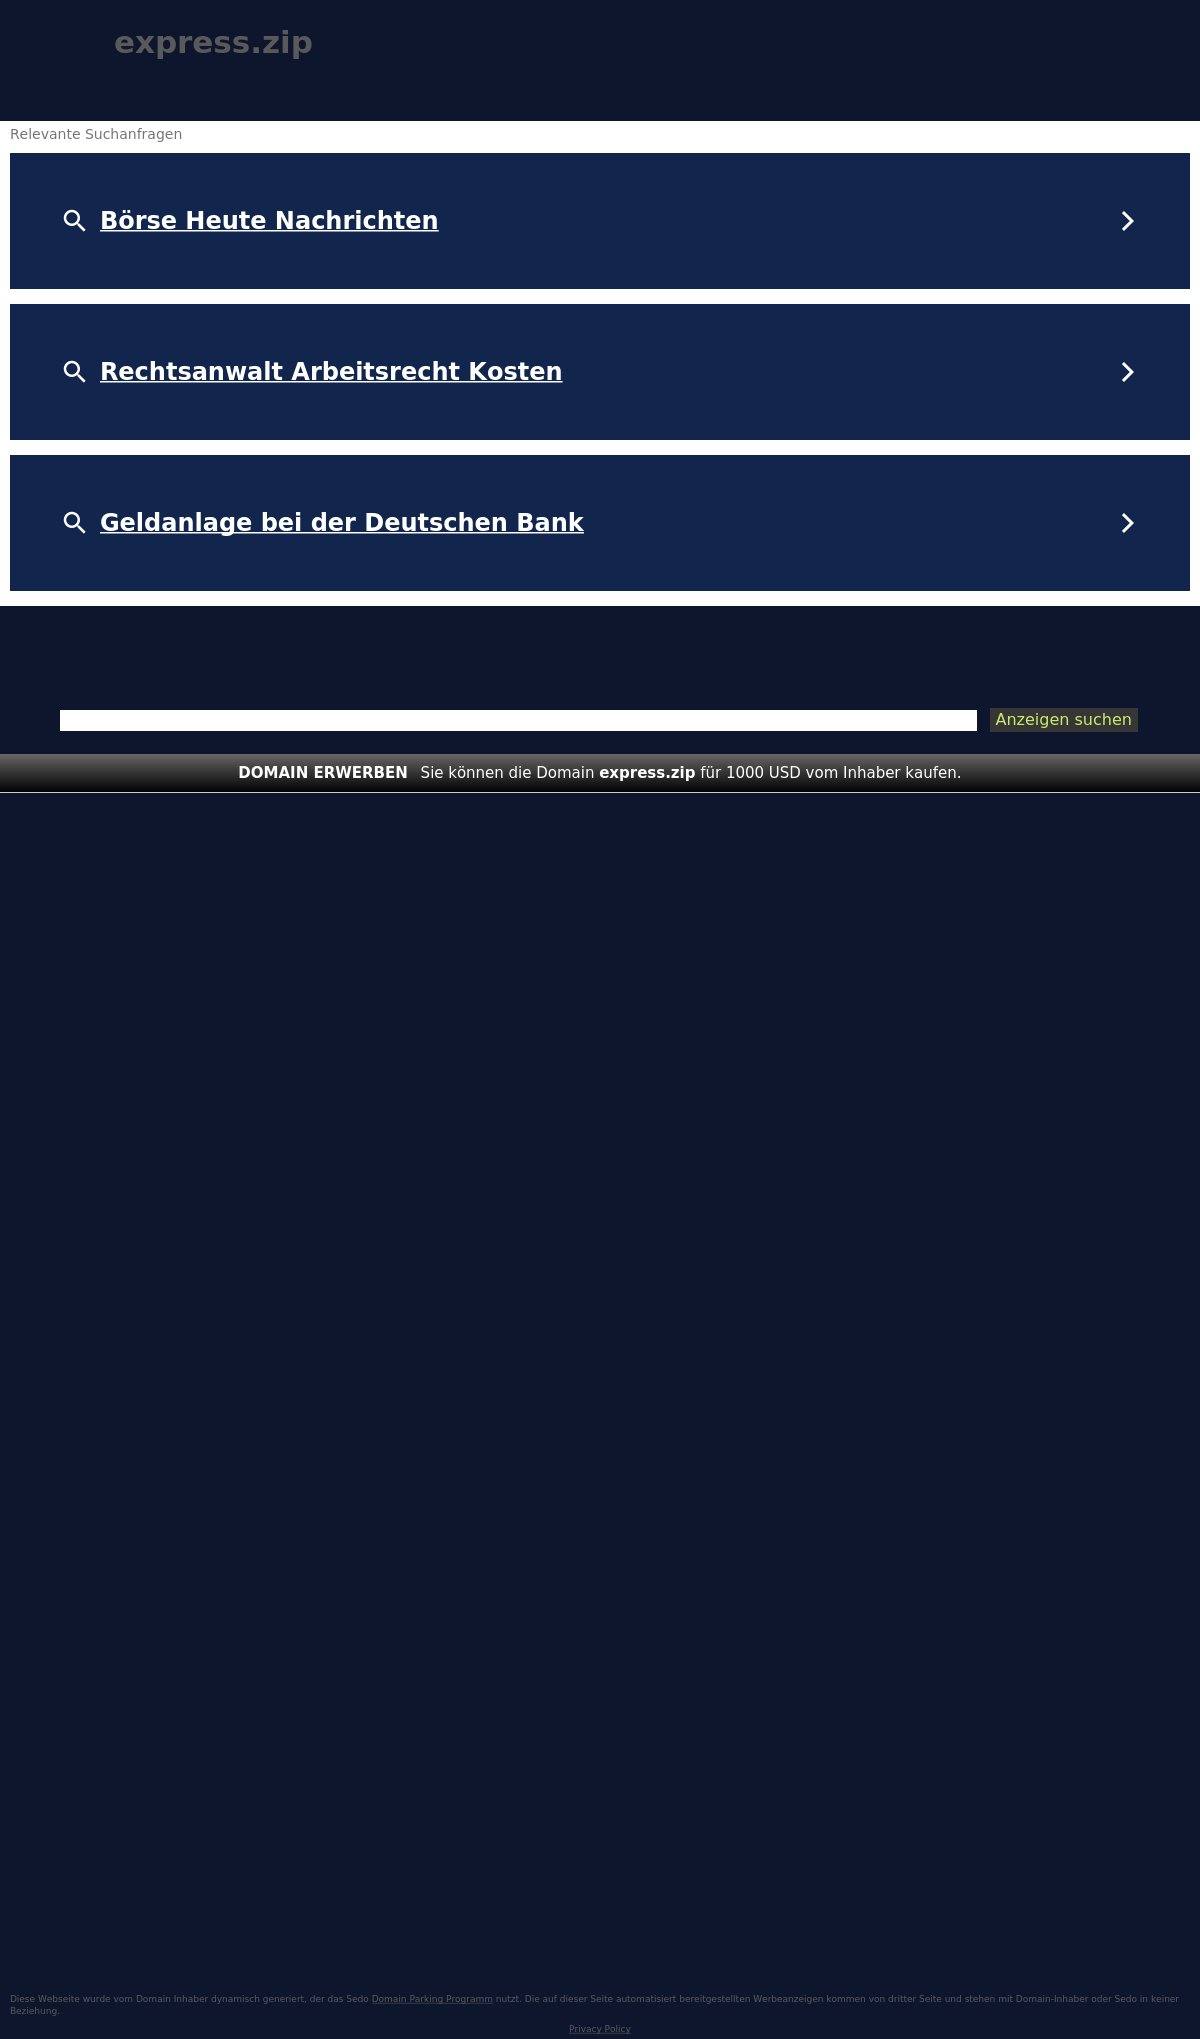 express.zip
Relevante Suchanfragen
Börse Heute Nachrichten
Rechtsanwalt Arbeitsrecht Kosten
Geldanlage bei der Deutschen Bank
Anzeigen suchen
DOMAIN ERWERBEN Sie können die Domain express.zip für 1000 USD vom Inhaber kaufen.
Diese Webseite wurde vom Domain Inhaber dynamisch generiert, der das Sedo Domain Parking Programm nutzt. Die auf dieser Seite automatisiert bereitgestellten Werbeanzeigen kommen von dritter Seite und stehen mit Domain-Inhaber oder Sedo in keiner
Beziehung.
Privacy Policy